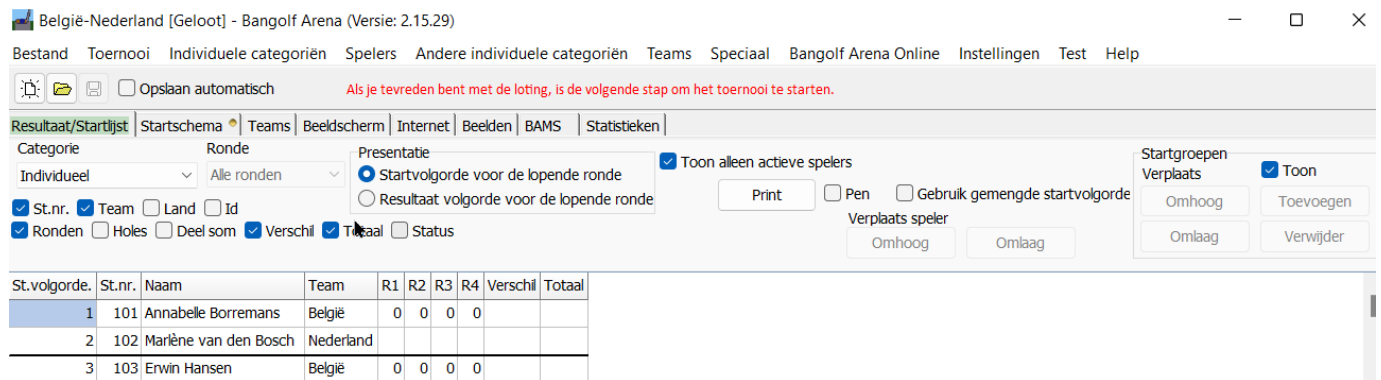 België-Nederland [Geloot] - Bangolf Arena (Versie: 2.15.29)
Bestand Toernooi Individuele categoriën Spelers Andere individuele categoriën Teams Speciaal Bangolf Arena Online Instellingen Test Help
Opslaan automatisch Als je tevreden bent met de loting, is de volgende stap om het toernooi te starten.
Resultaat/Startlijst Startschema Teams Beeldscherm Internet Beelden BAMS Statistieken
Categorie Ronde
Individueel Alle ronden
St.nr. Team Land Id
Ronden Holes Deel som Verschil Totaal Status
Presentatie
Startvolgorde voor de lopende ronde
Resultaat volgorde voor de lopende ronde
Toon alleen actieve spelers
Print Pen Gebruik gemengde startvolgorde
Verplaats speler
Omhoog Omlaag
Startgroepen
Verplaats Toon
Omhoog Toevoegen
Omlaag Verwijder
St.volgorde. St.nr. Naam Team R1 R2 R3 R4 Verschil Totaal
1 101 Annabelle Borremans België 0 0 0 0
2 102 Marlène van den Bosch Nederland
3 103 Erwin Hansen België 0 0 0 0